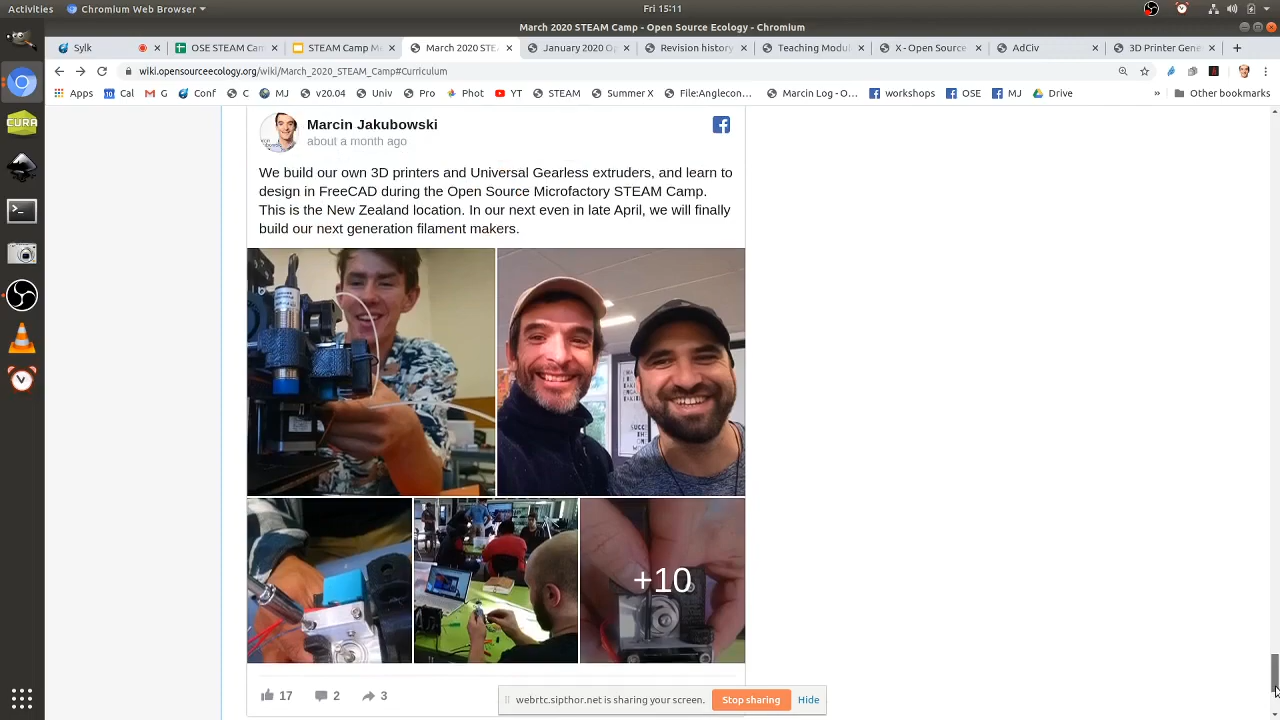 Activities Chromium Web Browser Fri 15:11
March 2020 STEAM Camp - Open Source Ecology - Chromium
Sylk OSE STEAM Cam STEAM Camp Me March 2020 STE January 2020 Op Revision history Teaching Modul X - Open Source AdCiv 3D Printer Gene
wiki.opensourceecology.org/wiki/March_2020_STEAM_Camp#Curriculum
Apps Cal G Conf C MJ v20.04 Univ Pro Phot YT STEAM Summer X File:Anglecon... Marcin Log - O... workshops OSE MJ Drive » Other bookmarks
CURA
Marcin Jakubowski
about a month ago
We build our own 3D printers and Universal Gearless extruders, and learn to
design in FreeCAD during the Open Source Microfactory STEAM Camp.
This is the New Zealand location. In our next even in late April, we will finally
build our next generation filament makers.
+10
17 2 3
webrtc.sipthor.net is sharing your screen. Stop sharing Hide